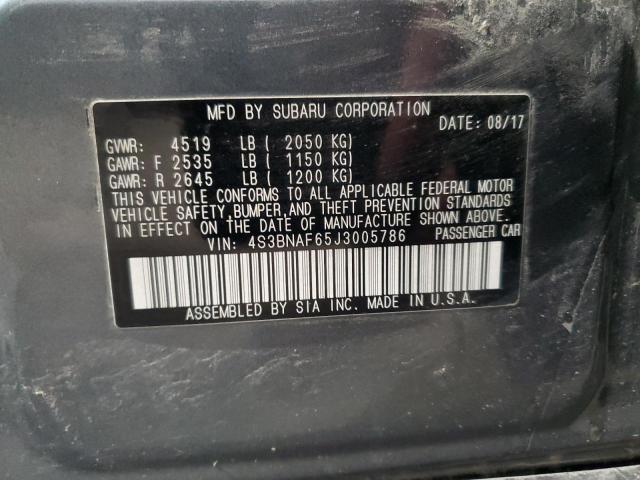 MFD BY SUBARU CORPORATION
DATE: 08/17
GVWR: 4519 LB ( 2050 KG)
GAWR: F 2535 LB ( 1150 KG)
GAWR: R 2645 LB ( 1200 KG)
THIS VEHICLE CONFORMS TO ALL APPLICABLE FEDERAL MOTOR
VEHICLE SAFETY, BUMPER, AND THEFT PREVENTION STANDARDS
IN EFFECT ON THE DATE OF MANUFACTURE SHOWN ABOVE.
VIN: 4S3BNAF65J3005786 PASSENGER CAR
ASSEMBLED BY SIA INC. MADE IN U.S.A.